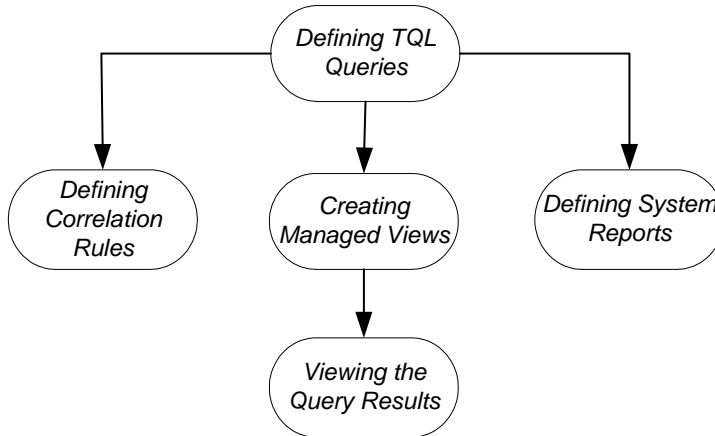 Defining TQL
Queries
Defining
Correlation
Rules
Creating
Managed Views
Defining System
Reports
Viewing the
Query Results